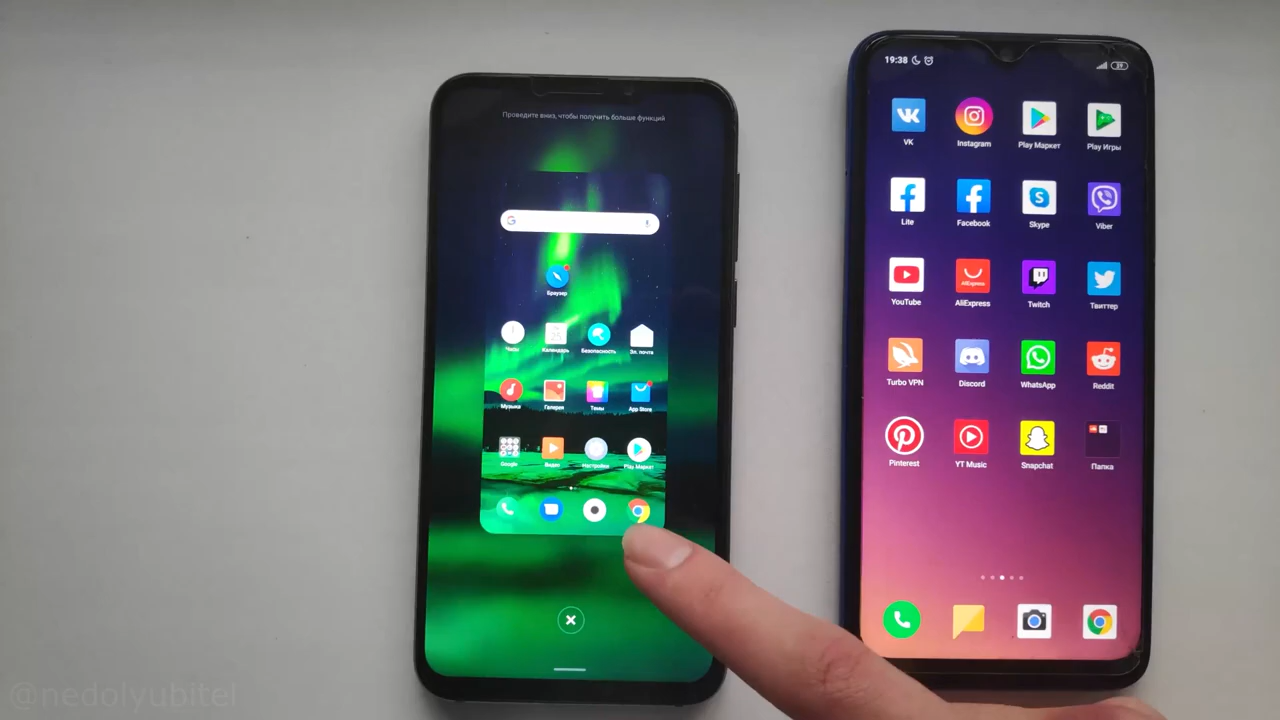 Проведите вниз, чтобы получить больше функций
Браузер
Часы
Календарь
Безопасность
Эл. почта
Музыка
Галерея
Темы
App Store
Google
Видео
Настройки
Play Маркет
19:38
VK
Instagram
Play Маркет
Play Игры
Lite
Facebook
Skype
Viber
YouTube
AliExpress
AliExpress
Twitch
Твиттер
Turbo VPN
Discord
WhatsApp
Reddit
Pinterest
YT Music
Snapchat
Папка
@nedolyubitel